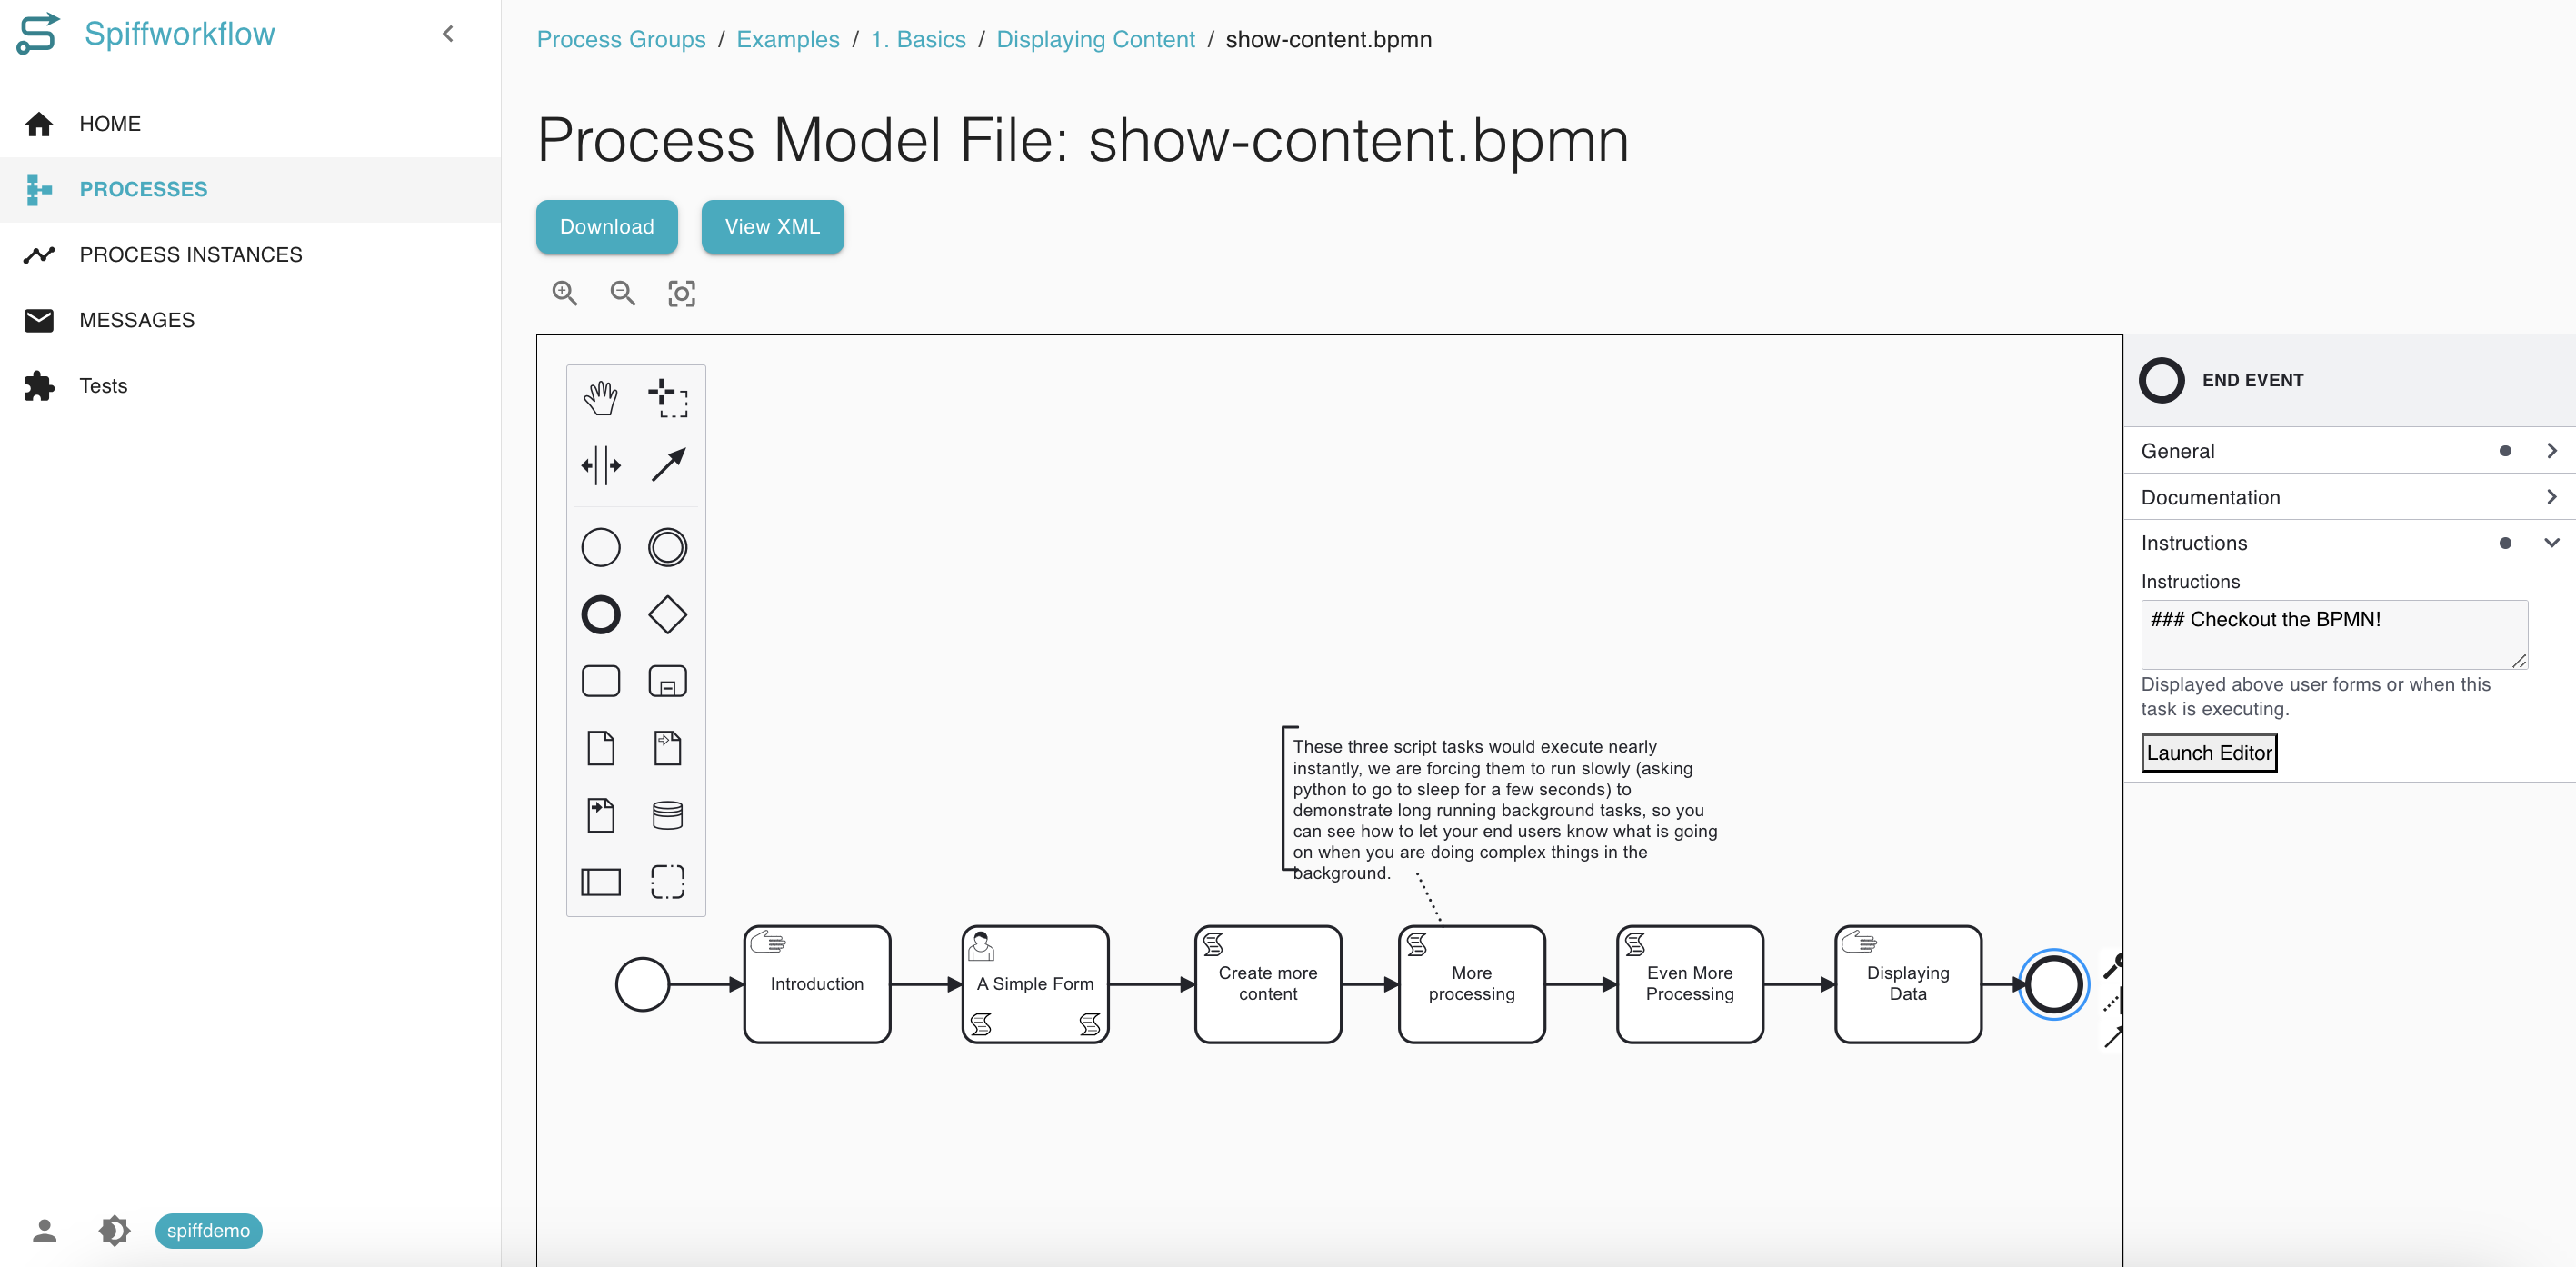 Spiffworkflow
HOME
PROCESSES
PROCESS INSTANCES
MESSAGES
Tests
spiffdemo
Process Groups / Examples / 1. Basics / Displaying Content / show-content.bpmn
Process Model File: show-content.bpmn
Download
View XML
These three script tasks would execute nearly
instantly, we are forcing them to run slowly (asking
python to go to sleep for a few seconds) to
demonstrate long running background tasks, so you
can see how to let your end users know what is going
on when you are doing complex things in the
background.
Introduction
A Simple Form
Create more
content
More
processing
Even More
Processing
Displaying
Data
END EVENT
General
Documentation
Instructions
Instructions
### Checkout the BPMN!
Displayed above user forms or when this
task is executing.
Launch Editor